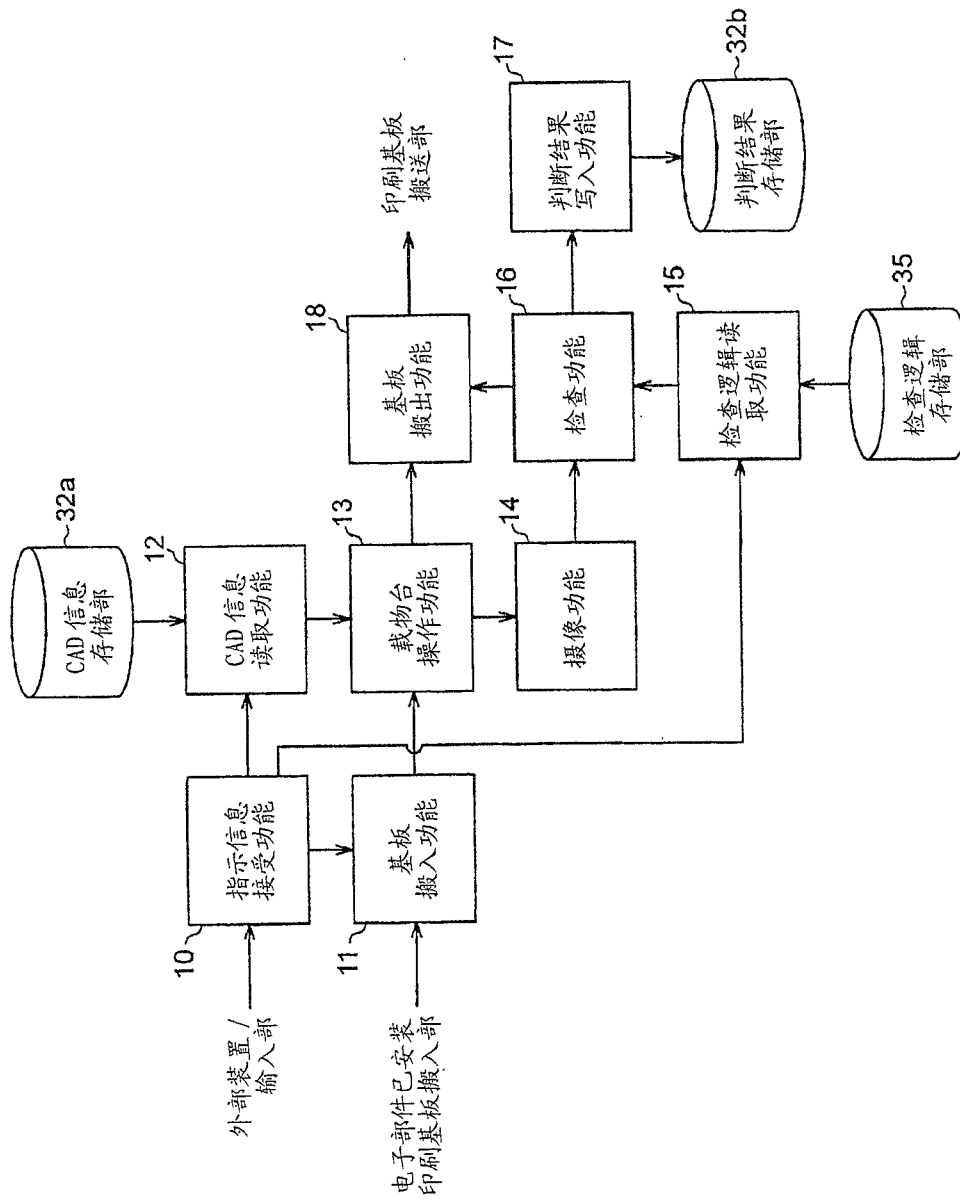 外部装置/
输入部
电子部件已安装
印刷基板搬入部
10
指示信息
接受功能
11
基板
搬入功能
32a
CAD 信息
存储部
12
CAD 信息
读取功能
13
载物台
操作功能
14
摄像功能
18
基板
搬出功能
16
检查功能
15
检查逻辑读
取功能
35
检查逻辑
存储部
印刷基板
搬送部
17
判断结果
写入功能
32b
判断结果
存储部